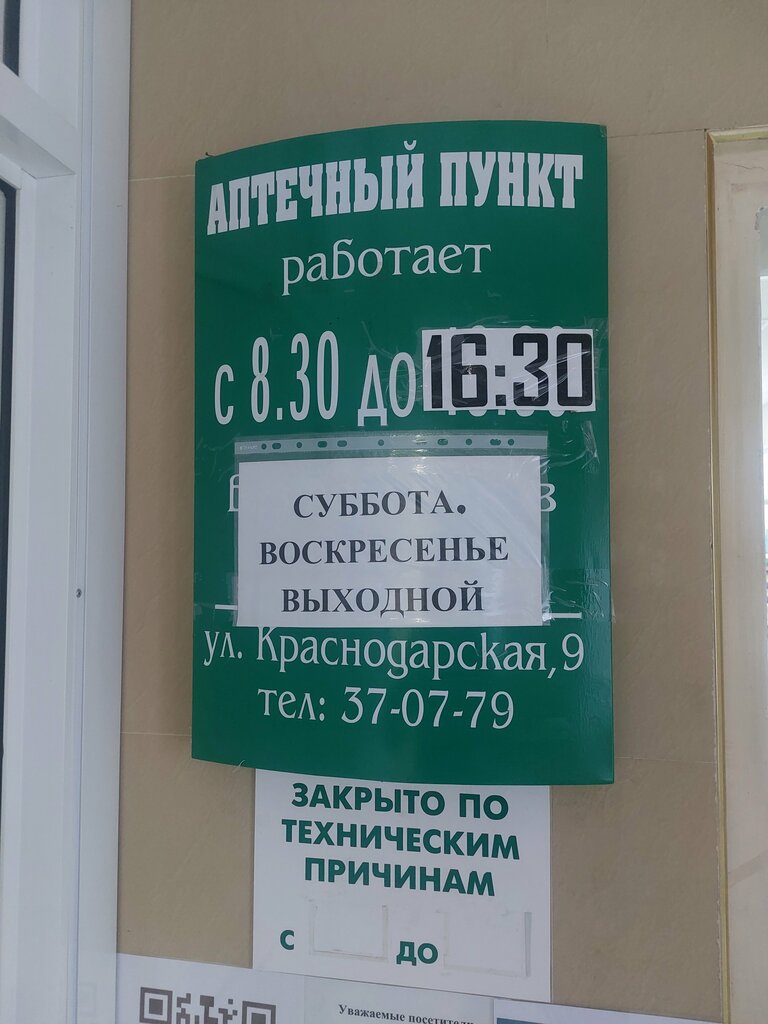 АПТЕЧНЫЙ ПУНКТ
работает
с 8.30 до 16:30
СУББОТА.
ВОСКРЕСЕНЬЕ
ВЫХОДНОЙ
ул. Краснодарская, 9
тел: 37-07-79
ЗАКРЫТО ПО
ТЕХНИЧЕСКИМ
ПРИЧИНАМ
С ДО
Уважаемые посетители